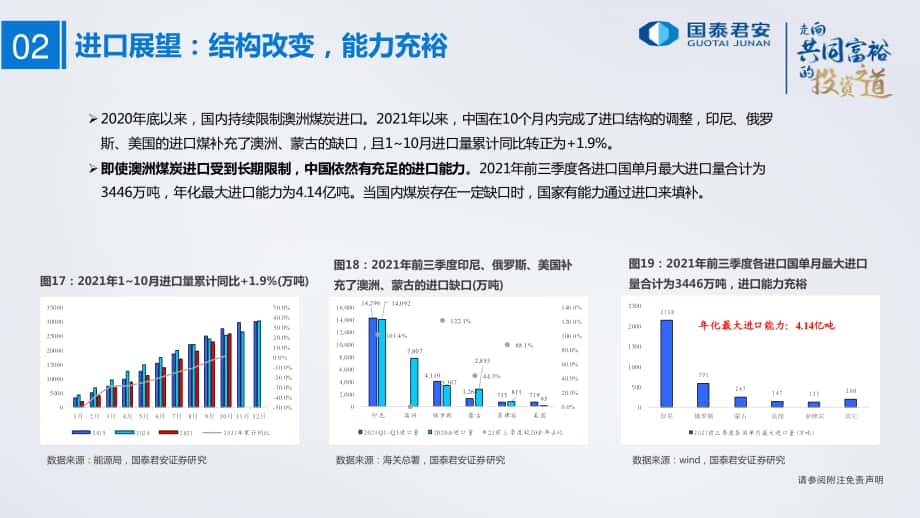 02
进口展望：结构改变，能力充裕
国泰君安
GUOTAI JUNAN
走向
共同富裕
的投资之道
➢2020年底以来，国内持续限制澳洲煤炭进口。2021年以来，中国在10个月内完成了进口结构的调整，印尼、俄罗
斯、美国的进口煤补充了澳洲、蒙古的缺口，且1~10月进口量累计同比转正为+1.9%。
➢即使澳洲煤炭进口受到长期限制，中国依然有充足的进口能力。2021年前三季度各进口国单月最大进口量合计为
3446万吨，年化最大进口能力为4.14亿吨。当国内煤炭存在一定缺口时，国家有能力通过进口来填补。
图17：2021年1~10月进口量累计同比+1.9%(万吨)
35000
30000
25000
20000
15000
10000
5000
0
50.0%
40.0%
30.0%
20.0%
10.0%
0.0%
-10.0%
-20.0%
-30.0%
-40.0%
-50.0%
1月 2月 3月 4月 5月 6月 7月 8月 9月 10月 11月 12月
2019 2020 2021 2021年累计同比
数据来源：能源局，国泰君安证券研究
图18：2021年前三季度印尼、俄罗斯、美国补
充了澳洲、蒙古的进口缺口(万吨)
16,000
14,000
12,000
10,000
8,000
6,000
4,000
2,000
0
140.0%
120.0%
100.0%
80.0%
60.0%
40.0%
20.0%
0.0%
14,296 14,092
101.4%
7,807
122.1%
4,110
2,855
44.3%
88.1%
715 811
719
印尼 澳洲 俄罗斯 蒙古 菲律宾 美国
2021Q1-Q3进口量 2020A进口量 21前三季度较20全年占比
数据来源：海关总署，国泰君安证券研究
图19：2021年前三季度各进口国单月最大进口
量合计为3446万吨，进口能力充裕
年化最大进口能力：4.14亿吨
2500
2000
1500
1000
500
0
791
247
147
印尼 俄罗斯 蒙古 美国 菲律宾 其它
2021前三季度各国单月最大进口量(万吨)
数据来源：wind，国泰君安证券研究
请参阅附注免责声明